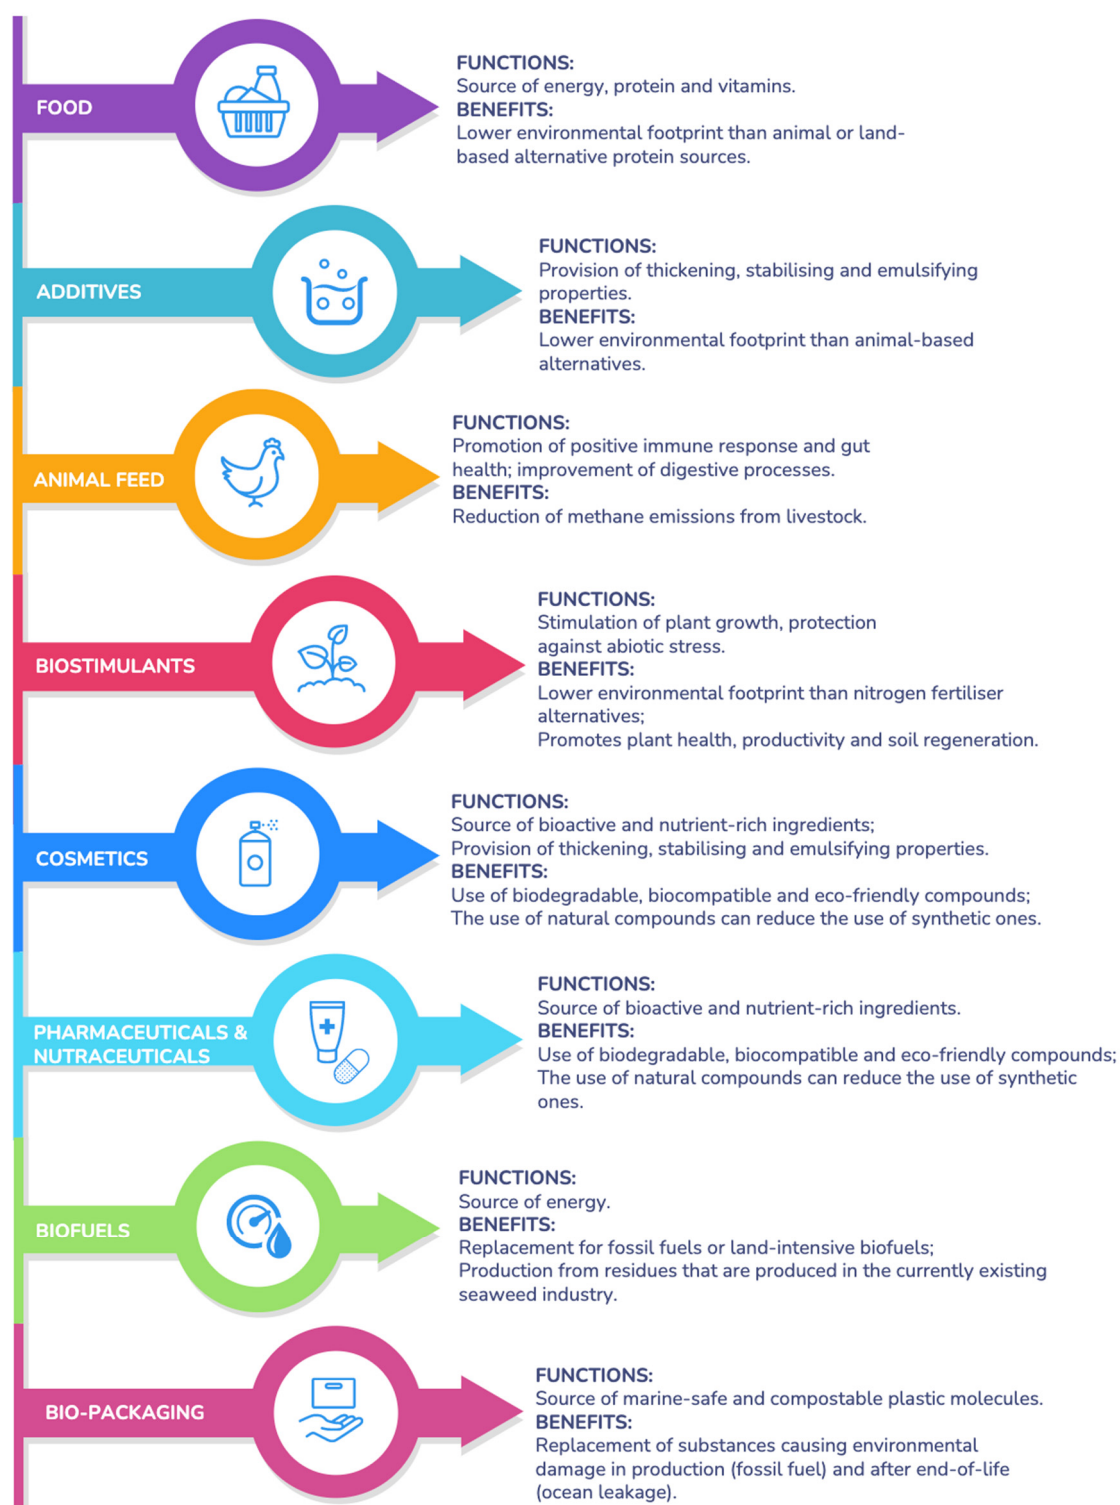 FOOD
FUNCTIONS:
Source of energy, protein and vitamins.
BENEFITS:
Lower environmental footprint than animal or land-
based alternative protein sources.
ADDITIVES
FUNCTIONS:
Provision of thickening, stabilising and emulsifying
properties.
BENEFITS:
Lower environmental footprint than animal-based
alternatives.
ANIMAL FEED
FUNCTIONS:
Promotion of positive immune response and gut
health; improvement of digestive processes.
BENEFITS:
Reduction of methane emissions from livestock.
BIOSTIMULANTS
FUNCTIONS:
Stimulation of plant growth, protection
against abiotic stress.
BENEFITS:
Lower environmental footprint than nitrogen fertiliser
alternatives;
Promotes plant health, productivity and soil regeneration.
COSMETICS
FUNCTIONS:
Source of bioactive and nutrient-rich ingredients;
Provision of thickening, stabilising and emulsifying properties.
BENEFITS:
Use of biodegradable, biocompatible and eco-friendly compounds;
The use of natural compounds can reduce the use of synthetic ones.
PHARMACEUTICALS &
NUTRACEUTICALS
FUNCTIONS:
Source of bioactive and nutrient-rich ingredients.
BENEFITS:
Use of biodegradable, biocompatible and eco-friendly compounds;
The use of natural compounds can reduce the use of synthetic
ones.
BIOFUELS
FUNCTIONS:
Source of energy.
BENEFITS:
Replacement for fossil fuels or land-intensive biofuels;
Production from residues that are produced in the currently existing
seaweed industry.
BIO-PACKAGING
FUNCTIONS:
Source of marine-safe and compostable plastic molecules.
BENEFITS:
Replacement of substances causing environmental
damage in production (fossil fuel) and after end-of-life
(ocean leakage).